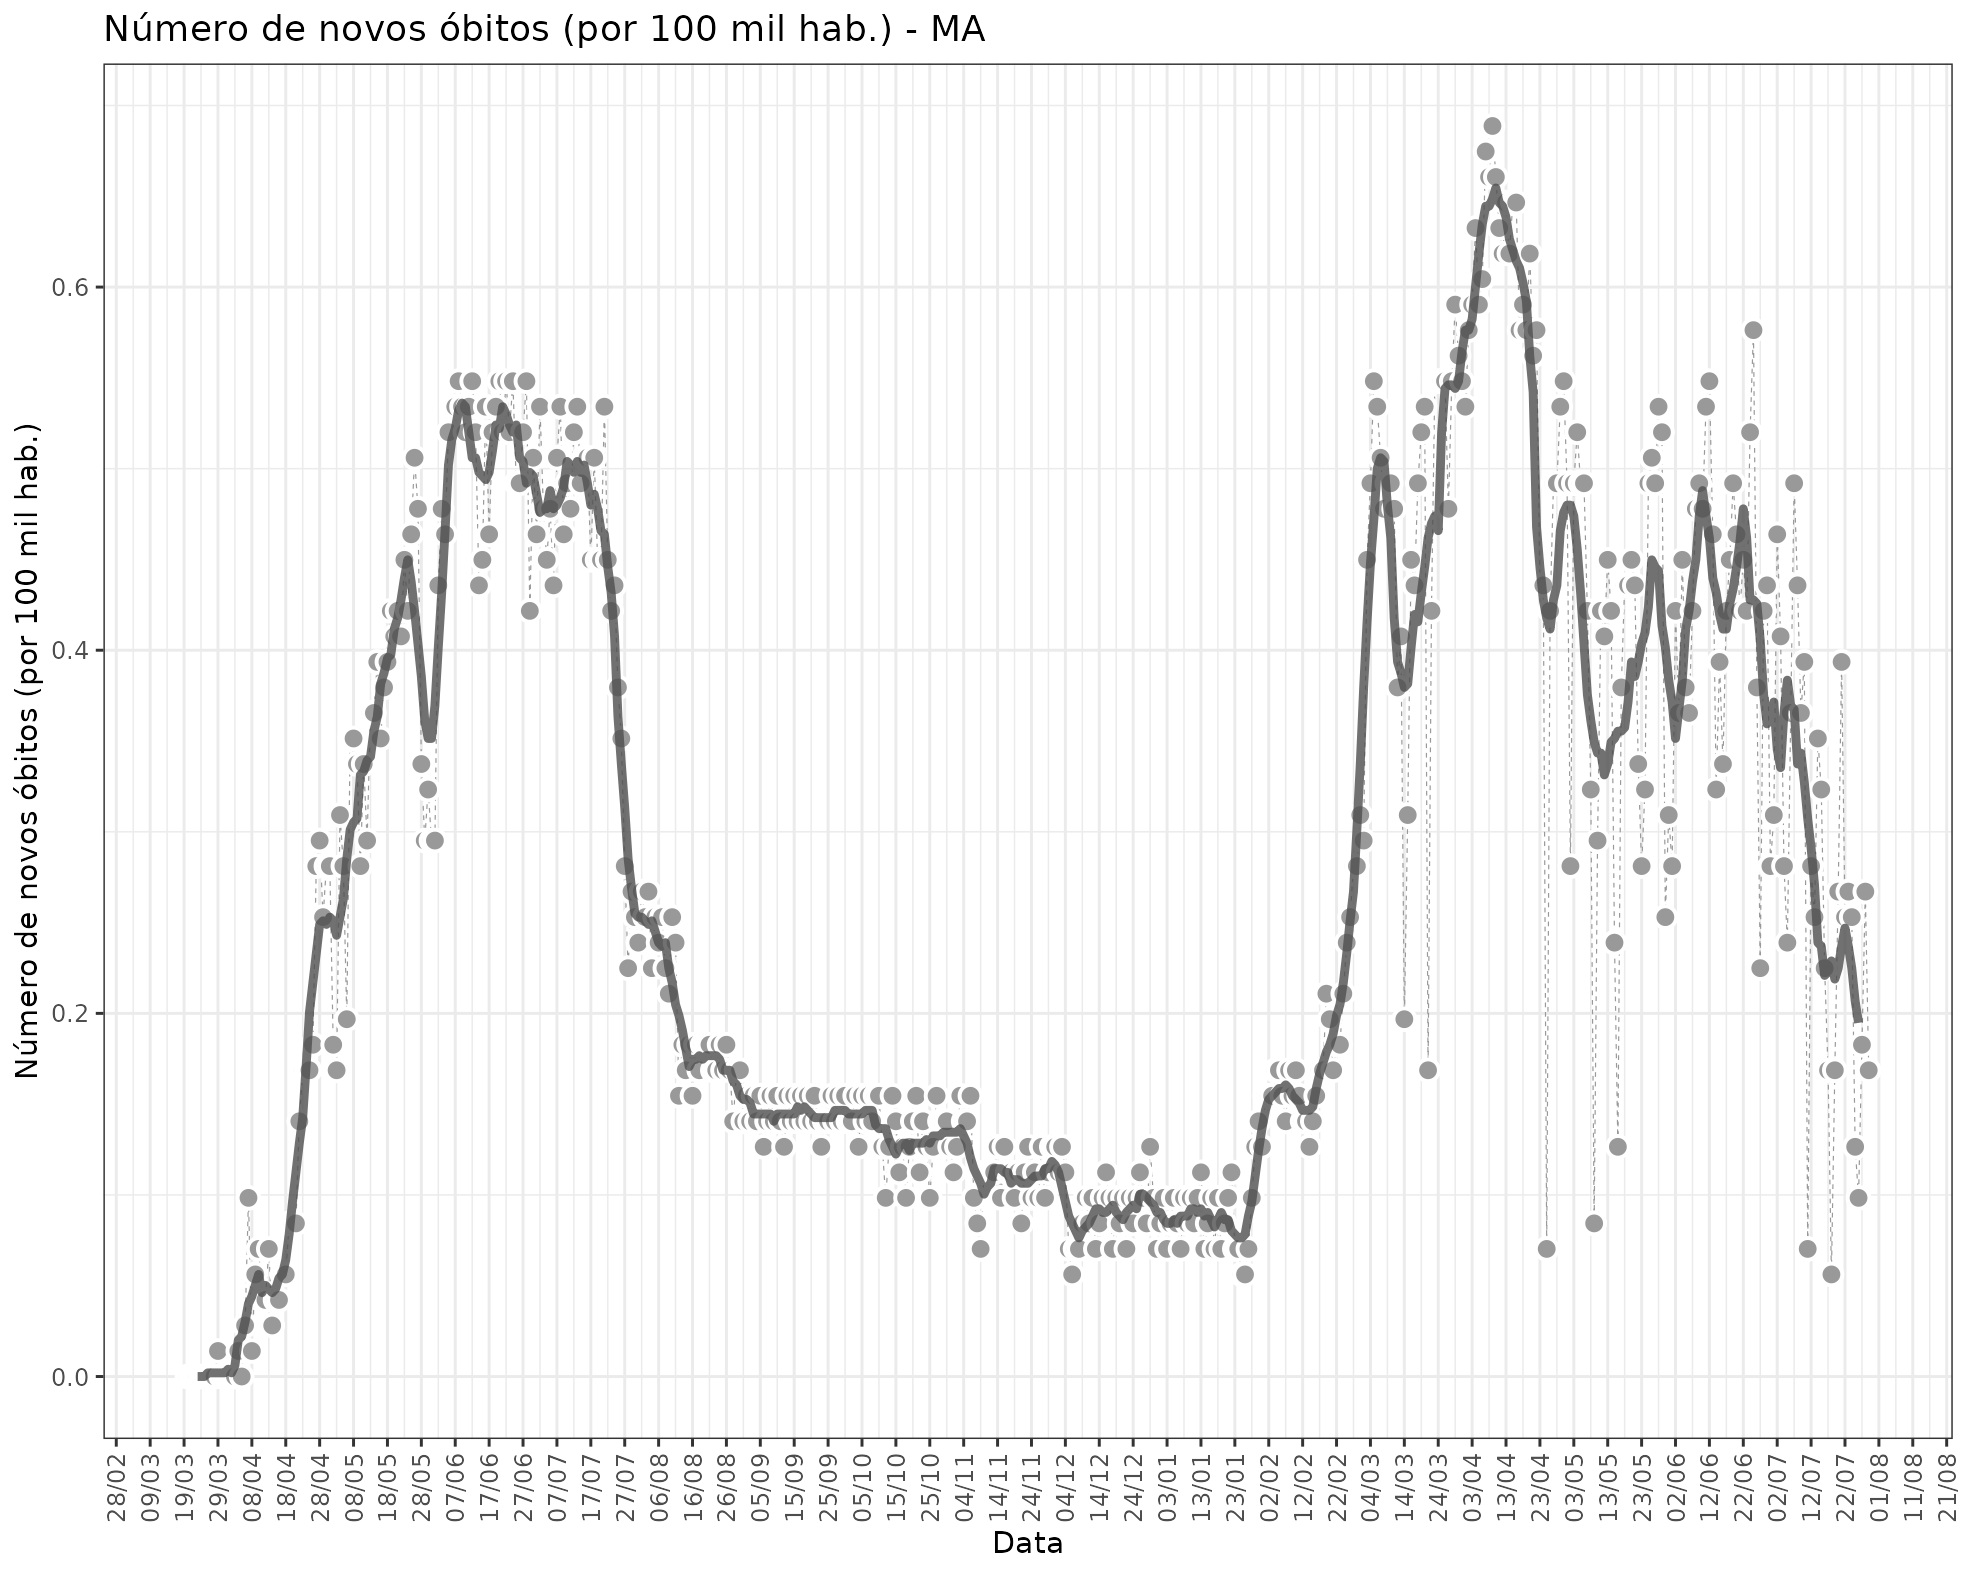 Número de novos óbitos (por 100 mil hab.) - MA
Número de novos óbitos (por 100 mil hab.)
0.6
0.4
0.2
0.0
28/02 09/03 19/03 29/03 08/04 18/04 28/04 08/05 18/05 28/05 07/06 17/06 27/06 07/07 17/07 27/07 06/08 16/08 26/08 05/09 15/09 25/09 05/10 15/10 25/10 04/11 14/11 24/11 04/12 14/12 24/12 03/01 13/01 23/01 02/02 12/02 22/02 04/03 14/03 24/03 03/04 13/04 23/04 03/05 13/05 23/05 02/06 12/06 22/06 02/07 12/07 22/07 01/08 11/08 21/08
Data